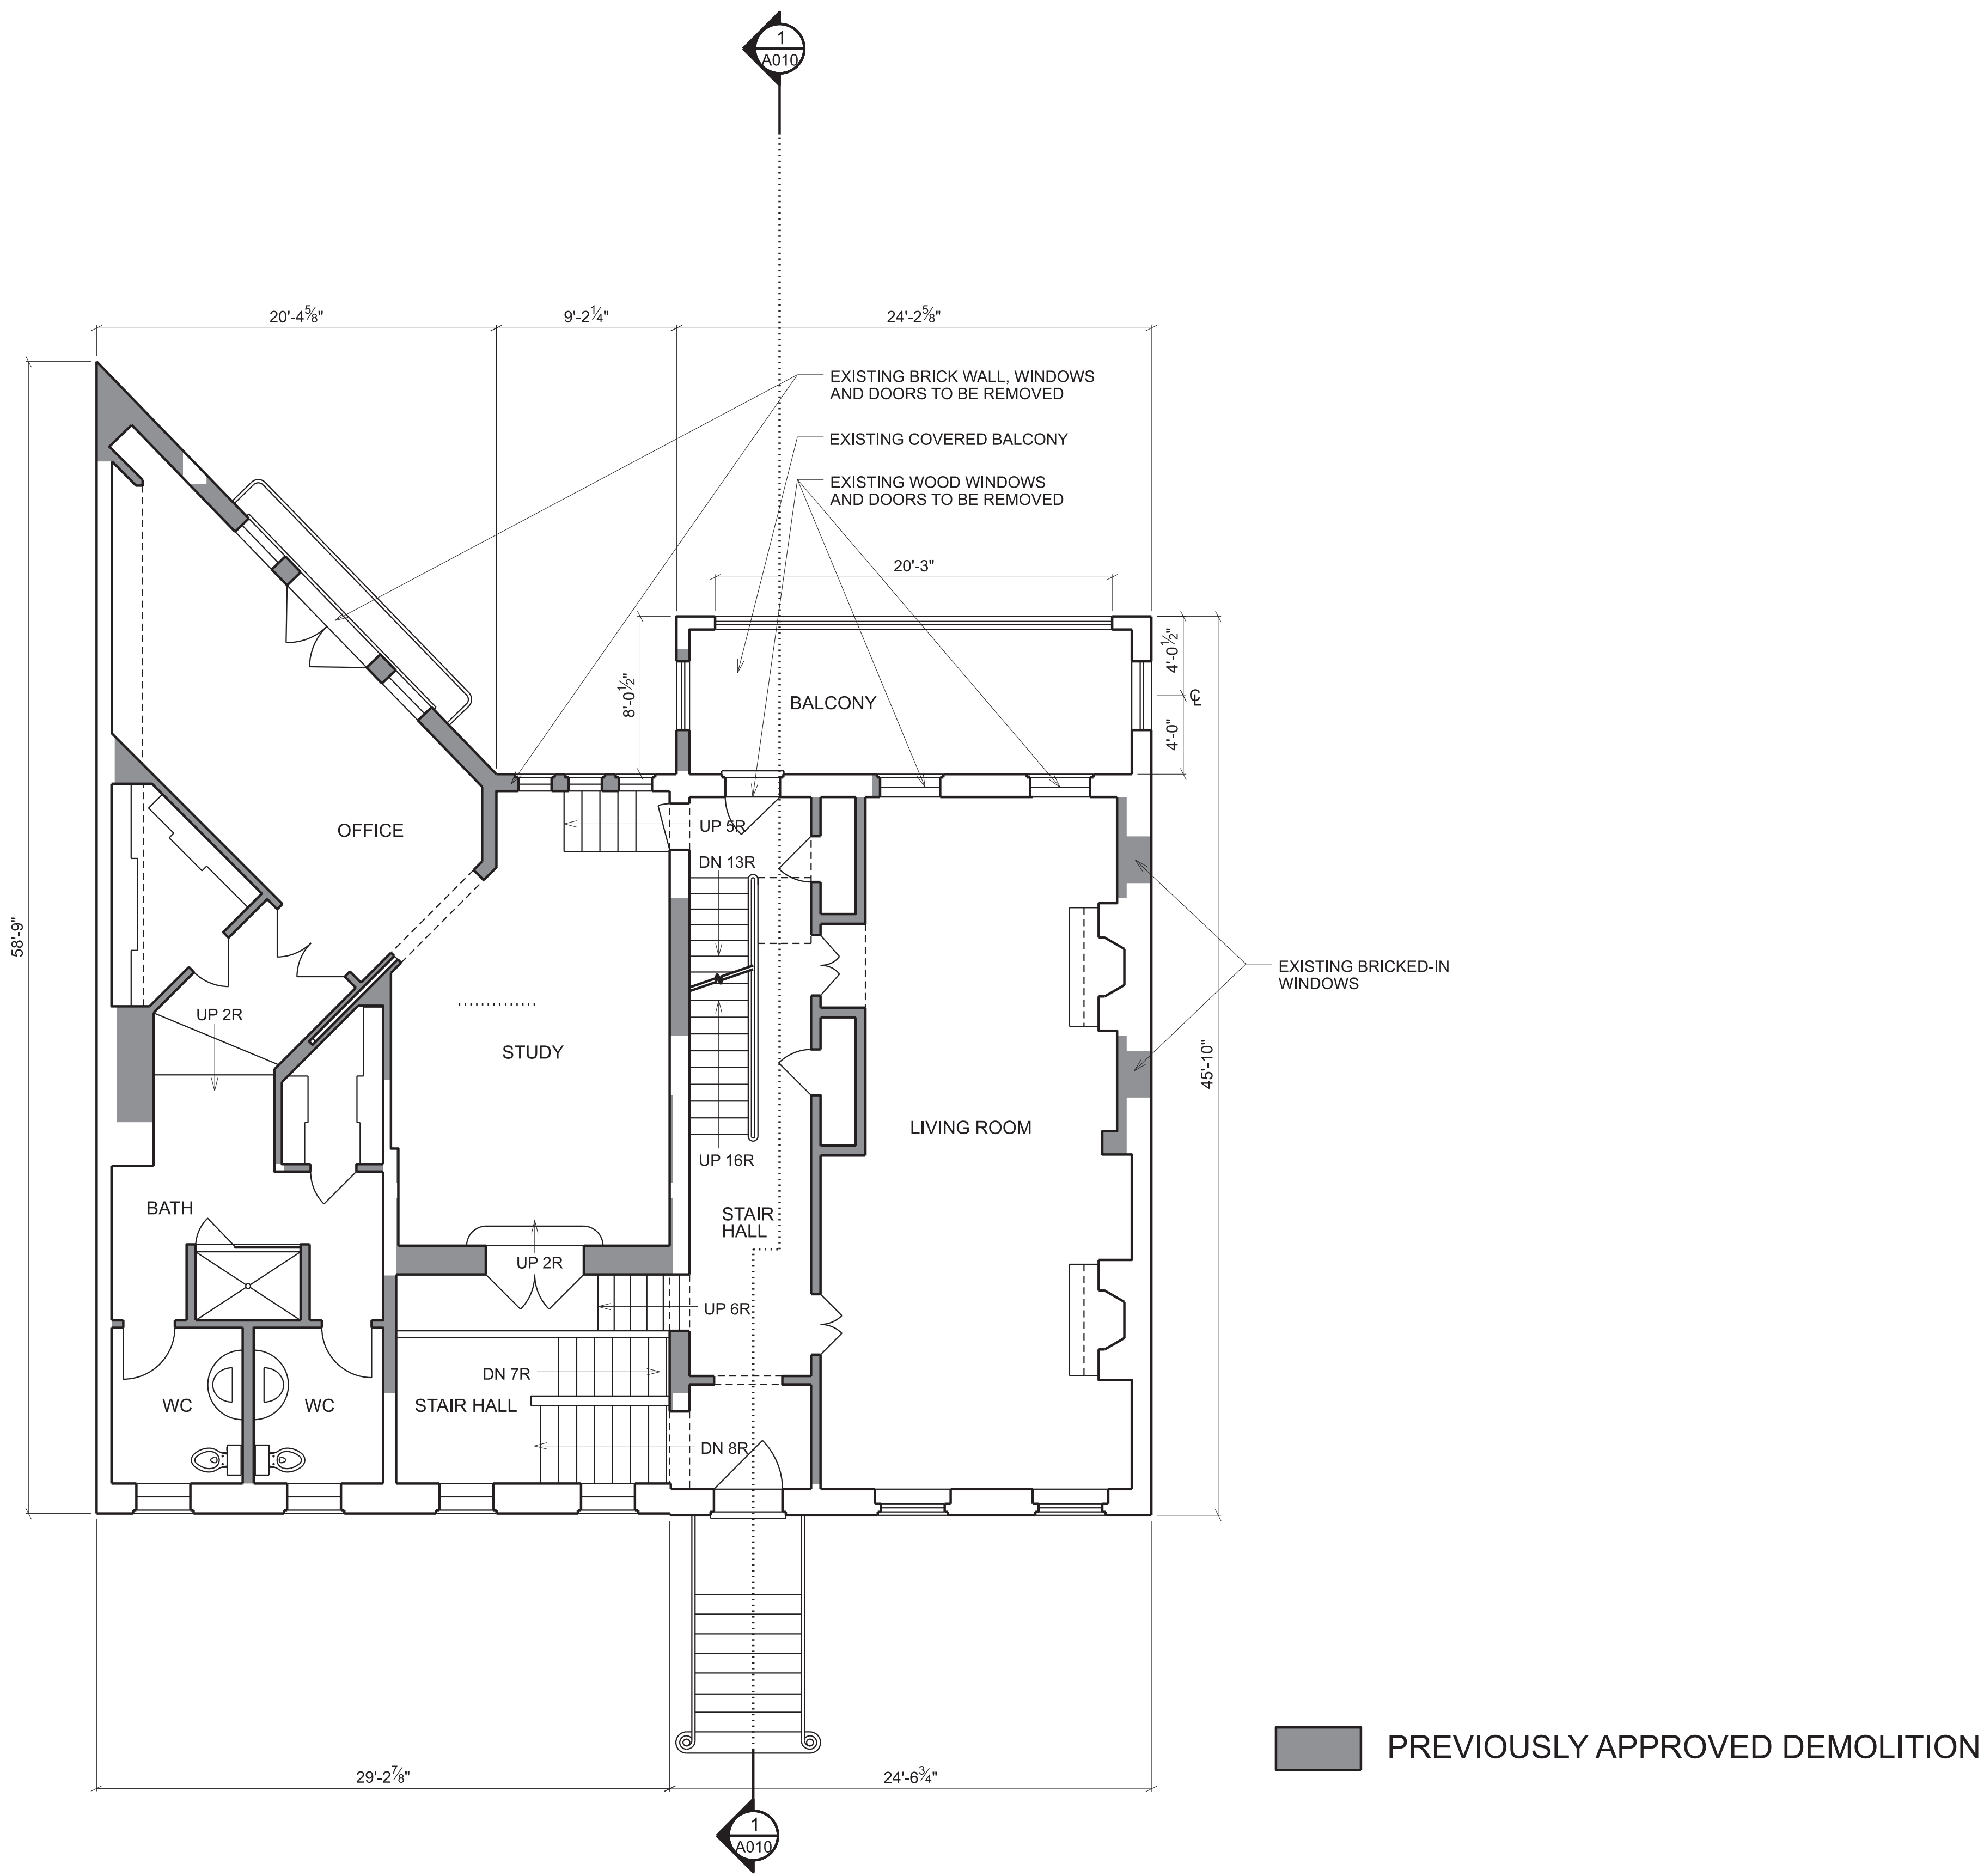 1
A010
20'-4⅝"
9'-2¼"
24'-2⅝"
EXISTING BRICK WALL, WINDOWS
AND DOORS TO BE REMOVED
EXISTING COVERED BALCONY
EXISTING WOOD WINDOWS
AND DOORS TO BE REMOVED
20'-3"
8'-0½"
4'-0½"
BALCONY
℄
4'-0"
OFFICE
UP 5R
DN 13R
58'-9"
EXISTING BRICKED-IN
WINDOWS
UP 2R
STUDY
45'-10"
LIVING ROOM
UP 16R
BATH
STAIR
HALL
UP 2R
UP 6R
DN 7R
WC
WC
STAIR HALL
DN 8R
PREVIOUSLY APPROVED DEMOLITION
29'-2⅞"
24'-6¾"
1
A010